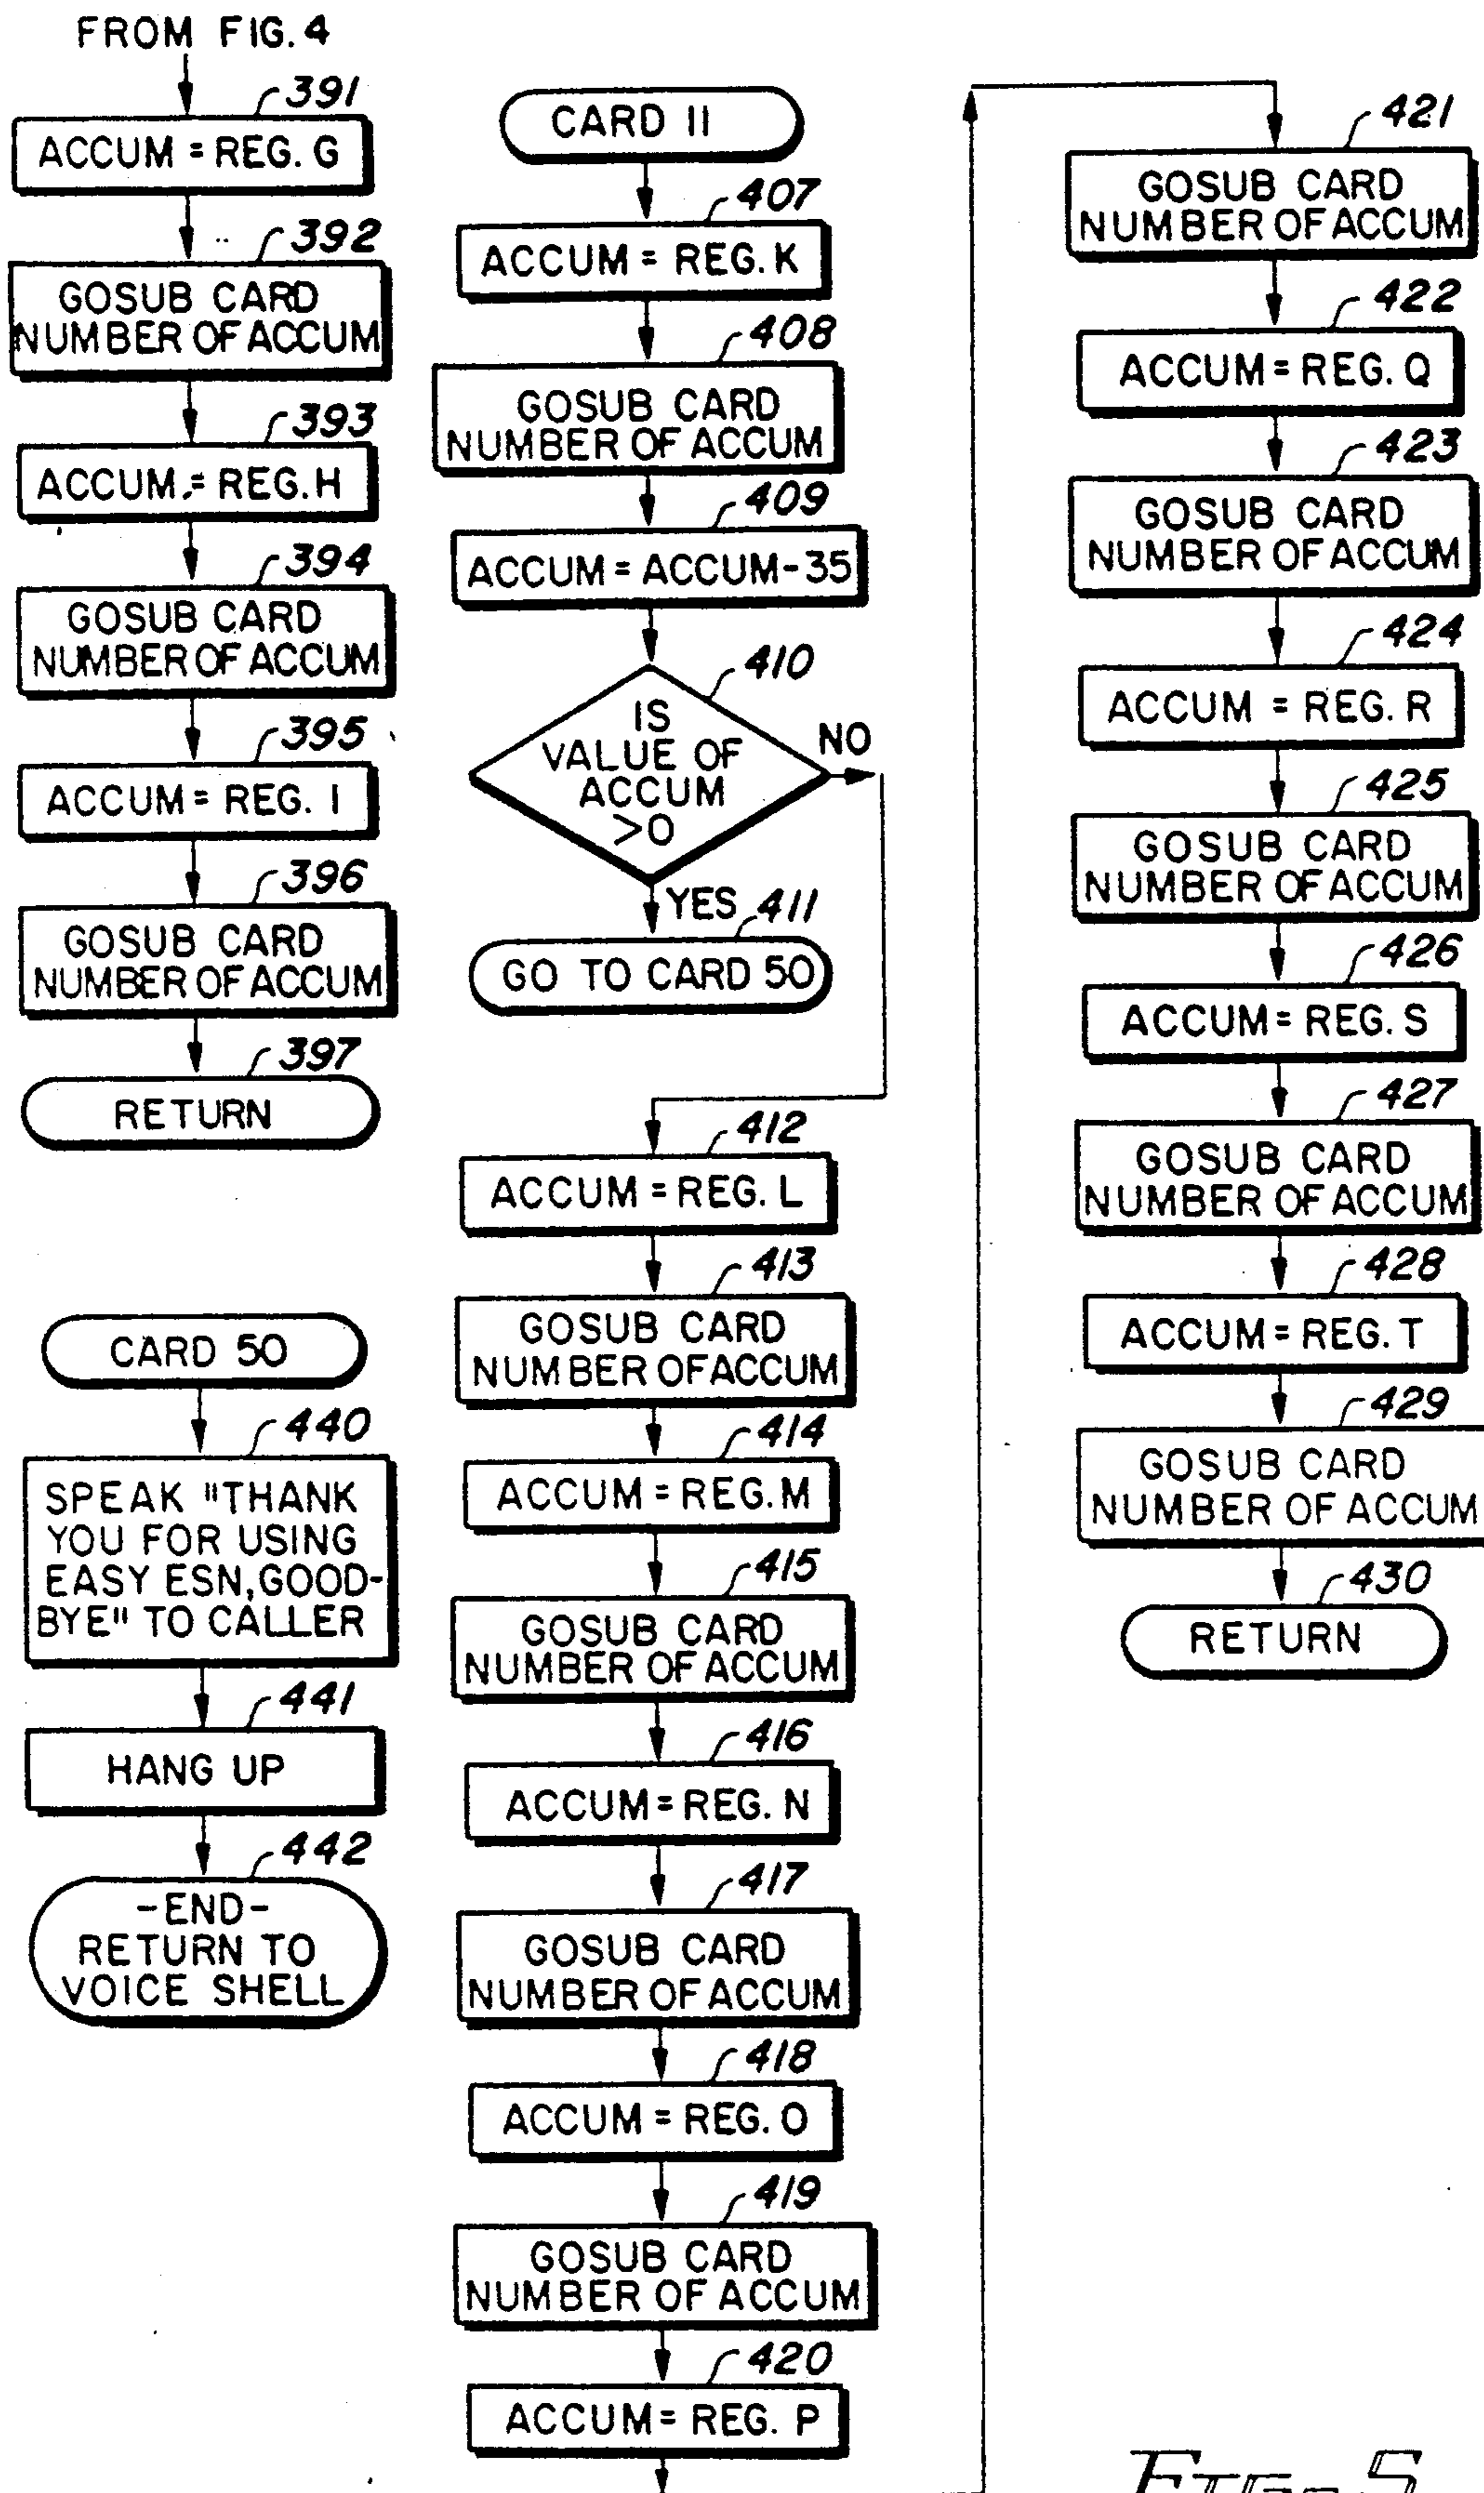 FROM FIG. 4
391
ACCUM = REG. G
392
GOSUB CARD
NUMBER OF ACCUM
393
ACCUM = REG. H
394
GOSUB CARD
NUMBER OF ACCUM
395
ACCUM = REG. I
396
GOSUB CARD
NUMBER OF ACCUM
397
RETURN
CARD 50
440
SPEAK "THANK
YOU FOR USING
EASY ESN, GOOD-
BYE" TO CALLER
441
HANG UP
442
-END-
RETURN TO
VOICE SHELL
CARD 11
407
ACCUM = REG. K
408
GOSUB CARD
NUMBER OF ACCUM
409
ACCUM = ACCUM-35
410
IS
VALUE OF
ACCUM
>0
NO
YES
411
GO TO CARD 50
412
ACCUM = REG. L
413
GOSUB CARD
NUMBER OF ACCUM
414
ACCUM = REG. M
415
GOSUB CARD
NUMBER OF ACCUM
416
ACCUM = REG. N
417
GOSUB CARD
NUMBER OF ACCUM
418
ACCUM = REG. O
419
GOSUB CARD
NUMBER OF ACCUM
420
ACCUM = REG. P
421
GOSUB CARD
NUMBER OF ACCUM
422
ACCUM = REG. Q
423
GOSUB CARD
NUMBER OF ACCUM
424
ACCUM = REG. R
425
GOSUB CARD
NUMBER OF ACCUM
426
ACCUM = REG. S
427
GOSUB CARD
NUMBER OF ACCUM
428
ACCUM = REG. T
429
GOSUB CARD
NUMBER OF ACCUM
430
RETURN
FIG. 5